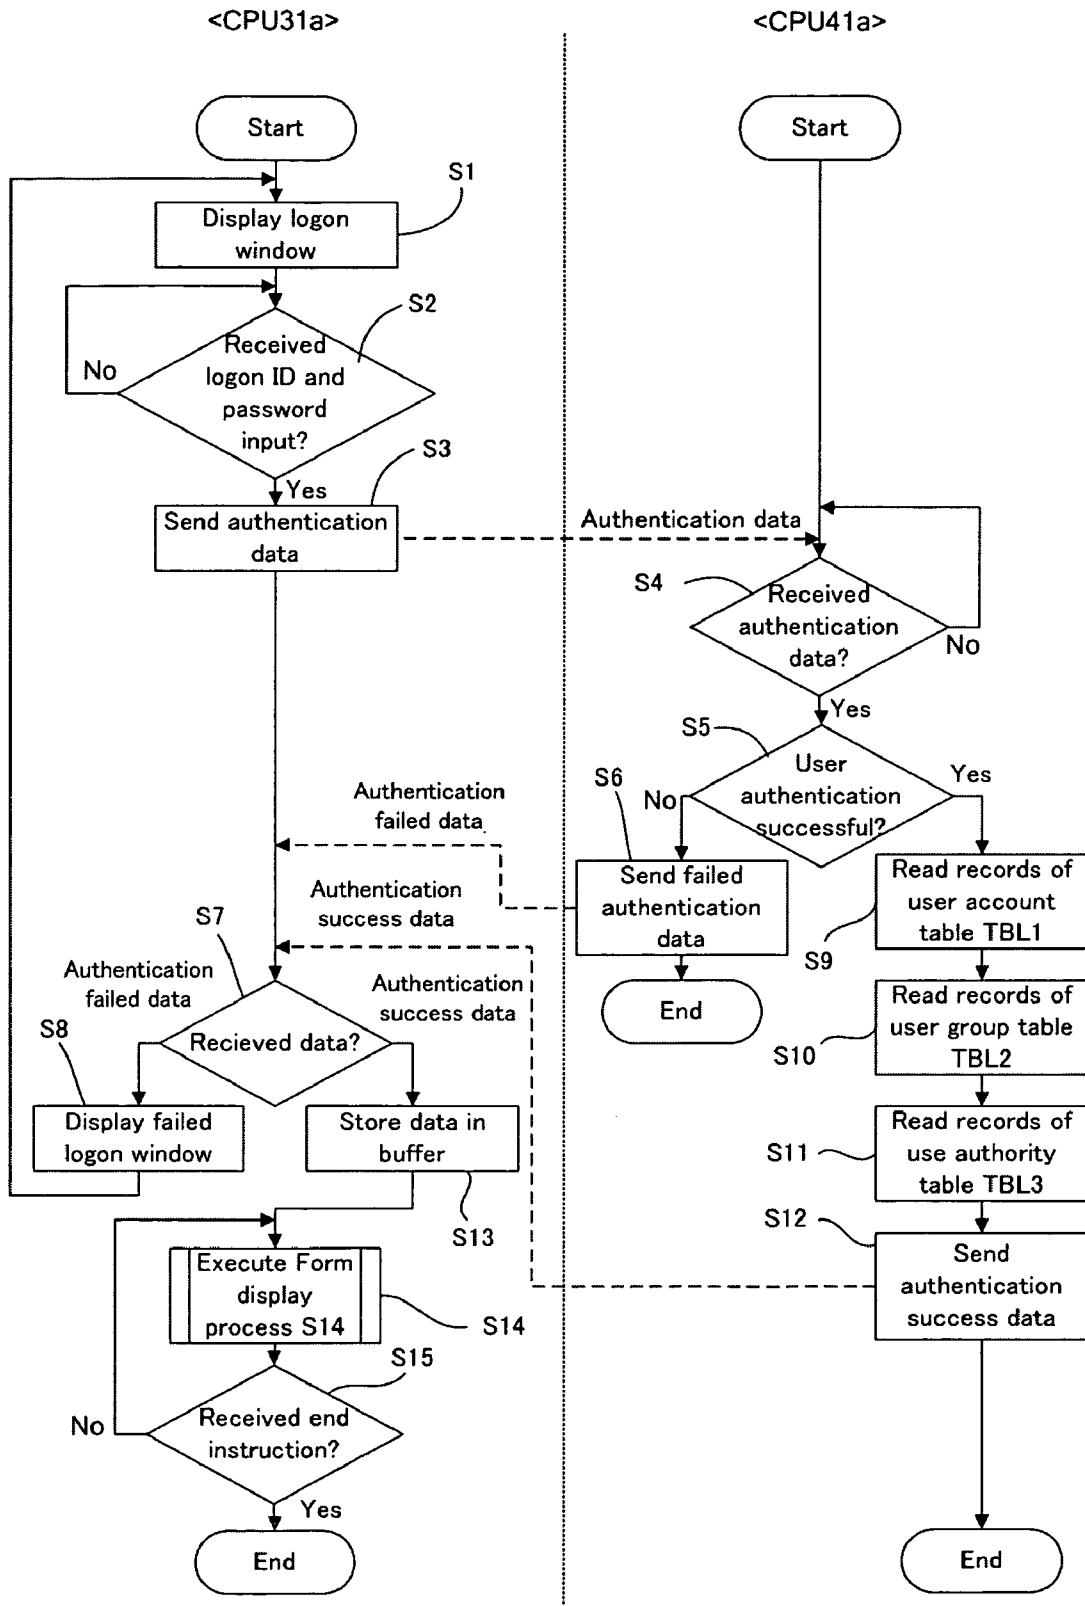 <CPU31a>
<CPU41a>
Start
Start
S1
Display logon
window
S2
Received
logon ID and
password
input?
No
S3
Yes
Send authentication
data
Authentication data
S4
Received
authentication
data?
No
Yes
S5
User
authentication
successful?
Yes
S6
No
Authentication
failed data
Send failed
authentication
data
Read records of
user account
table TBL1
Authentication
success data
S7
S9
Authentication
failed data
Authentication
success data
End
Read records of
user group table
TBL2
S10
Recieved data?
S8
Display failed
logon window
Store data in
buffer
Read records of
use authority
table TBL3
S11
S13
S12
Execute Form
display
process S14
S14
Send
authentication
success data
S15
Received end
instruction?
No
Yes
End
End